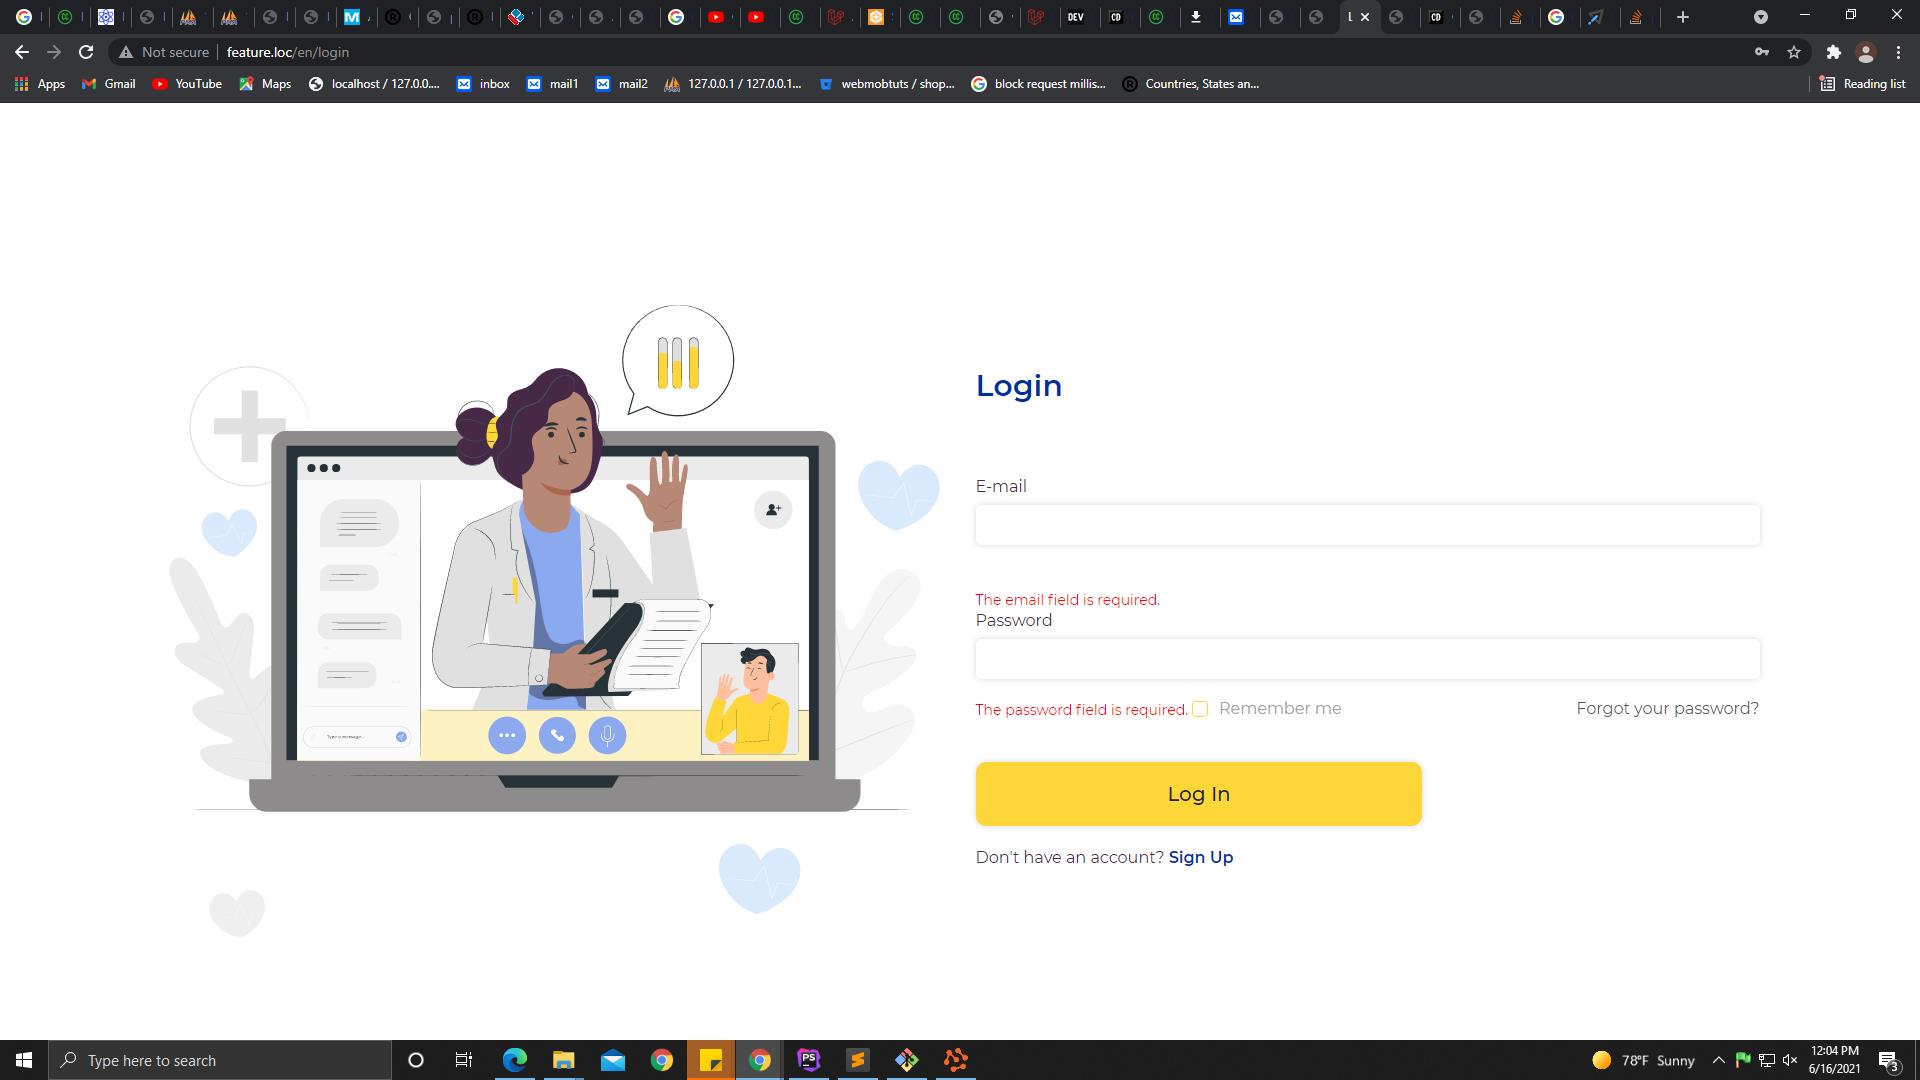 Not secure feature.loc/en/login
Apps Gmail YouTube Maps localhost / 127.0.0.... inbox mail1 mail2 127.0.0.1 / 127.0.0.1... webmobtuts / shop... block request millis... Countries, States an... Reading list
Login
E-mail
The email field is required.
Password
The password field is required. Remember me Forgot your password?
Type a message..
Log In
Don't have an account? Sign Up
Type here to search
78°F Sunny
12:04 PM
6/16/2021
3